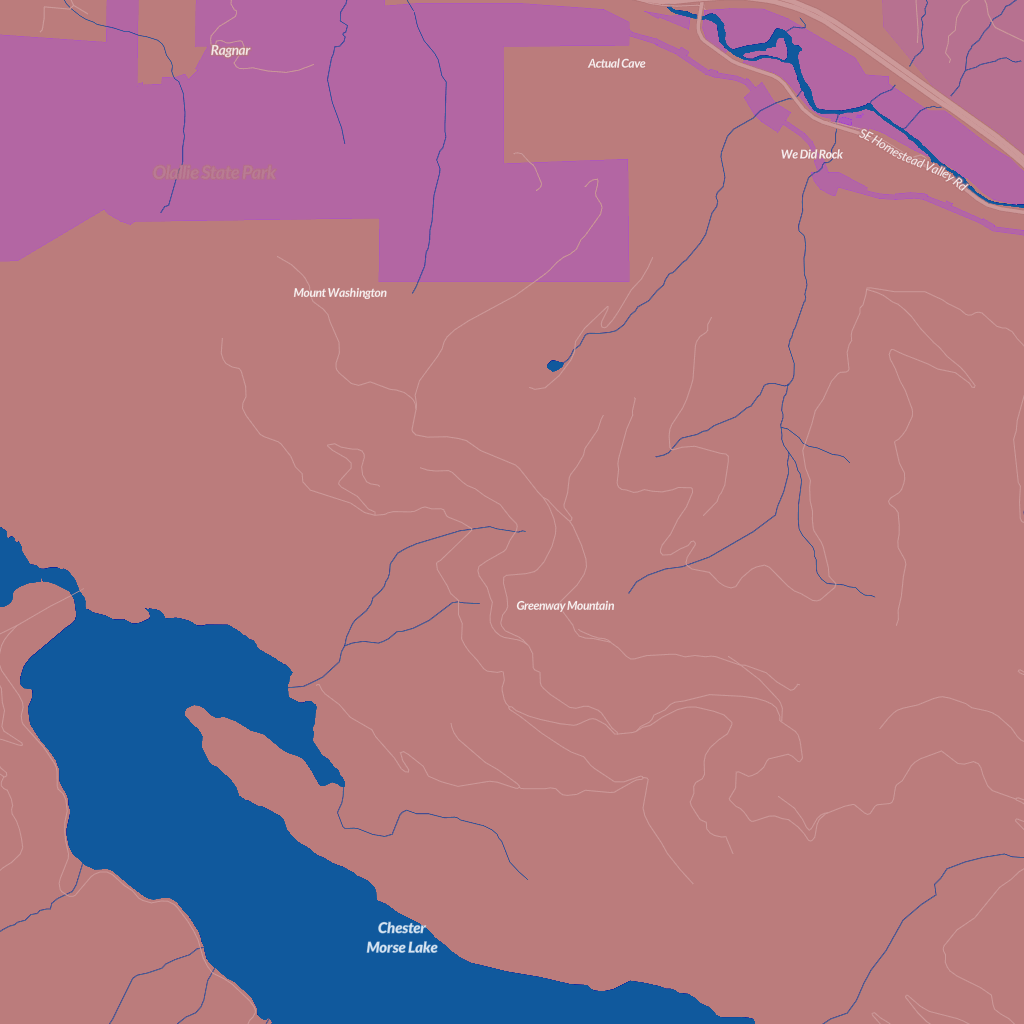 Ragnar
Actual Cave
SE Homestead Valley Rd
We Did Rock
Olallie State Park
Mount Washington
Greenway Mountain
Chester
Morse Lake